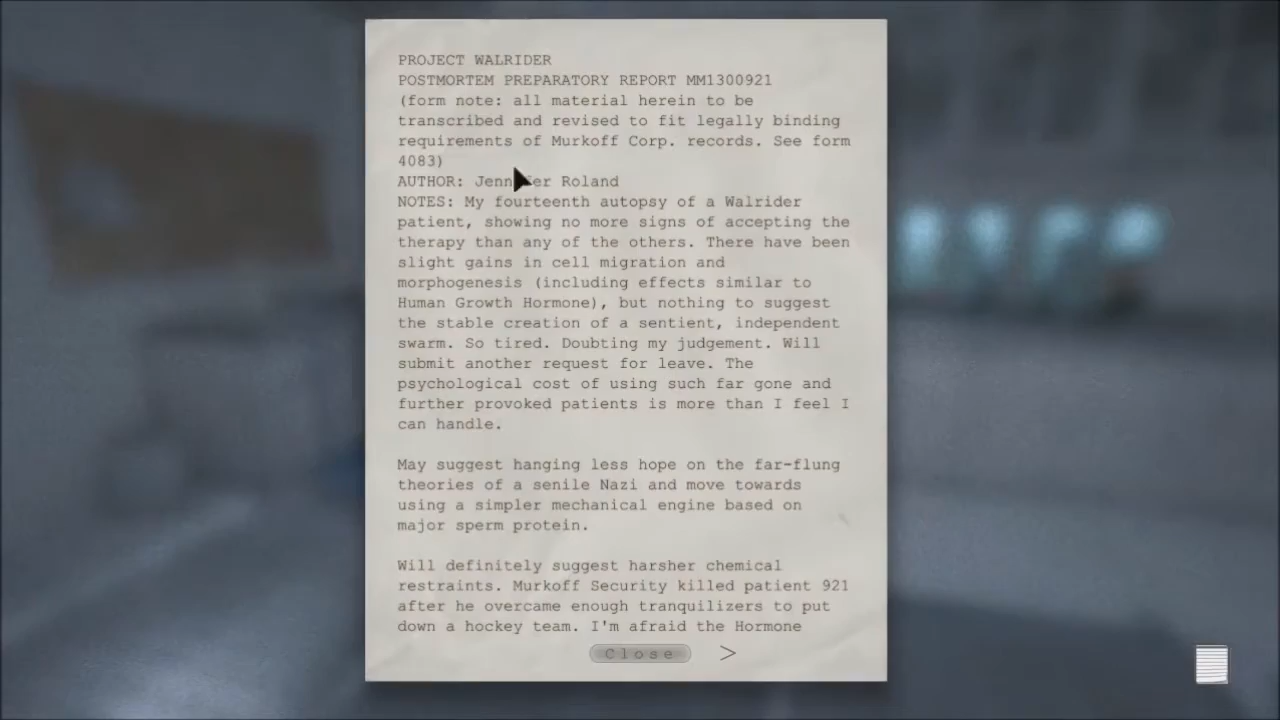 PROJECT WALRIDER
POSTMORTEM PREPARATORY REPORT MM1300921
(form note: all material herein to be
transcribed and revised to fit legally binding
requirements of Murkoff Corp. records. See form
4083)
AUTHOR: Roland
NOTES: My fourteenth autopsy of a Walrider
patient, showing no more signs of accepting the
therapy than any of the others. There have been
slight gains in cell migration and
morphogenesis (including effects similar to
Human Growth Hormone), but nothing to suggest
the stable creation of a sentient, independent
swarm. So tired. Doubting my judgement. Will
submit another request for leave. The
psychological cost of using such far gone and
further provoked patients is more than I feel I
can handle.
May suggest hanging less hope on the far-flung
theories of a senile Nazi and move towards
using a simpler mechanical engine based on
major sperm protein.
Will definitely suggest harsher chemical
restraints. Murkoff Security killed patient 921
after he overcame enough tranquilizers to put
down a hockey team. I'm afraid the Hormone
Close >